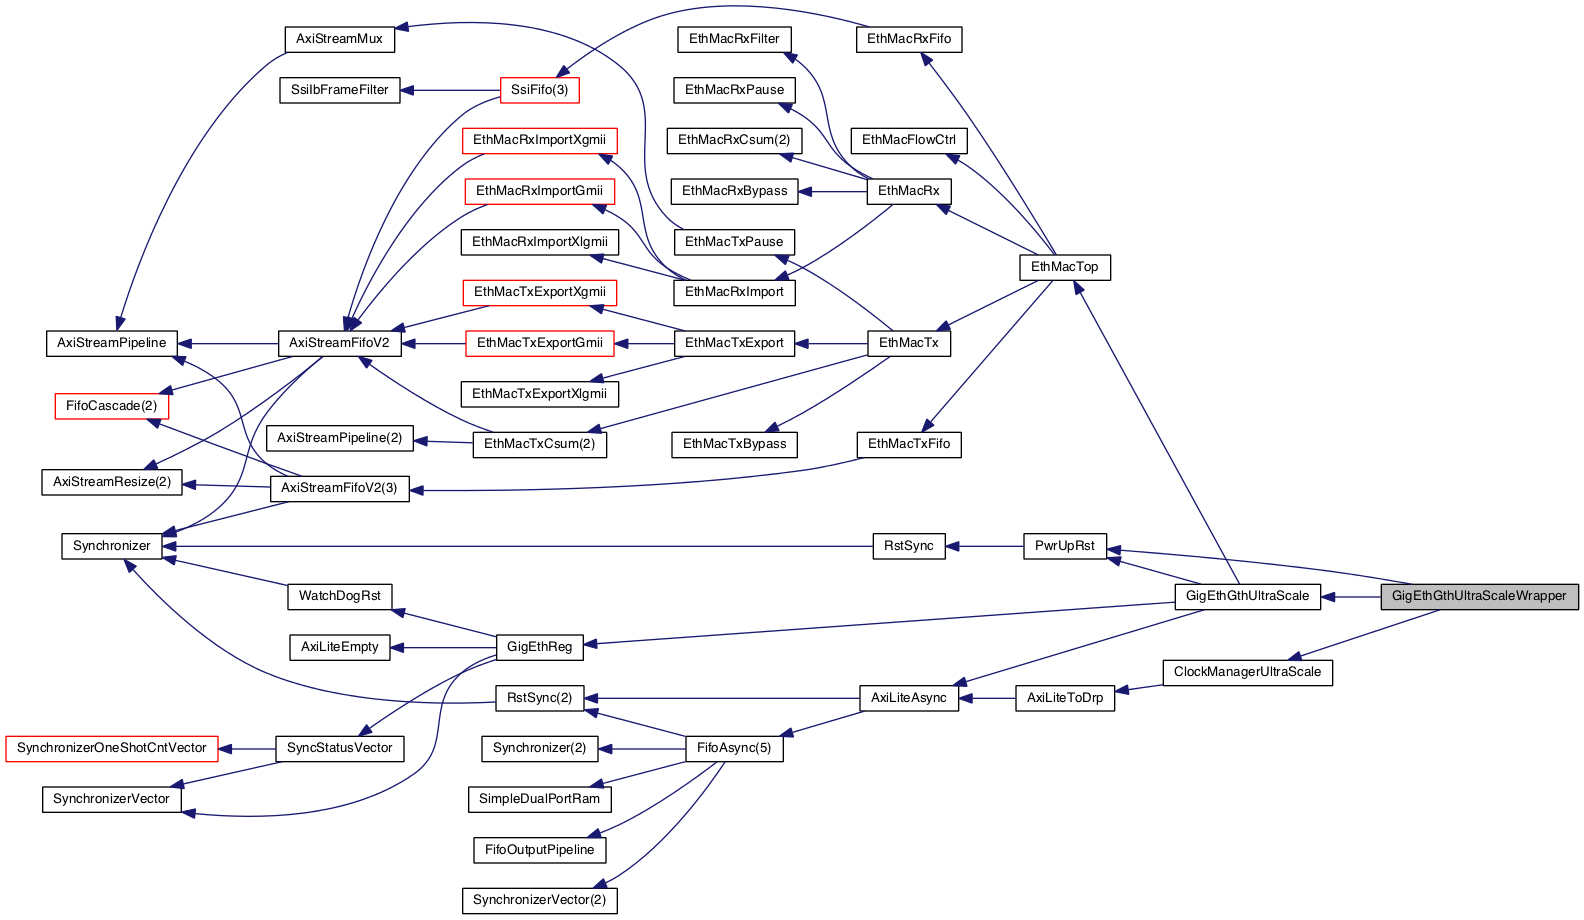 AxiStreamMux
EthMacRxFilter
EthMacRxFifo
SsiIbFrameFilter
SsiFifo(3)
EthMacRxPause
EthMacRxImportXgmii
EthMacRxCsum(2)
EthMacFlowCtrl
EthMacRxImportGmii
EthMacRxBypass
EthMacRx
EthMacRxImportXlgmii
EthMacTxPause
EthMacTop
EthMacTxExportXgmii
EthMacRxImport
AxiStreamPipeline
AxiStreamFifoV2
EthMacTxExportGmii
EthMacTxExport
EthMacTx
EthMacTxExportXlgmii
FifoCascade(2)
AxiStreamPipeline(2)
EthMacTxCsum(2)
EthMacTxBypass
EthMacTxFifo
AxiStreamResize(2)
AxiStreamFifoV2(3)
Synchronizer
RstSync
PwrUpRst
WatchDogRst
GigEthGthUltraScale
GigEthGthUltraScaleWrapper
AxiLiteEmpty
GigEthReg
ClockManagerUltraScale
RstSync(2)
AxiLiteAsync
AxiLiteToDrp
SynchronizerOneShotCntVector
SyncStatusVector
Synchronizer(2)
FifoAsync(5)
SynchronizerVector
SimpleDualPortRam
FifoOutputPipeline
SynchronizerVector(2)